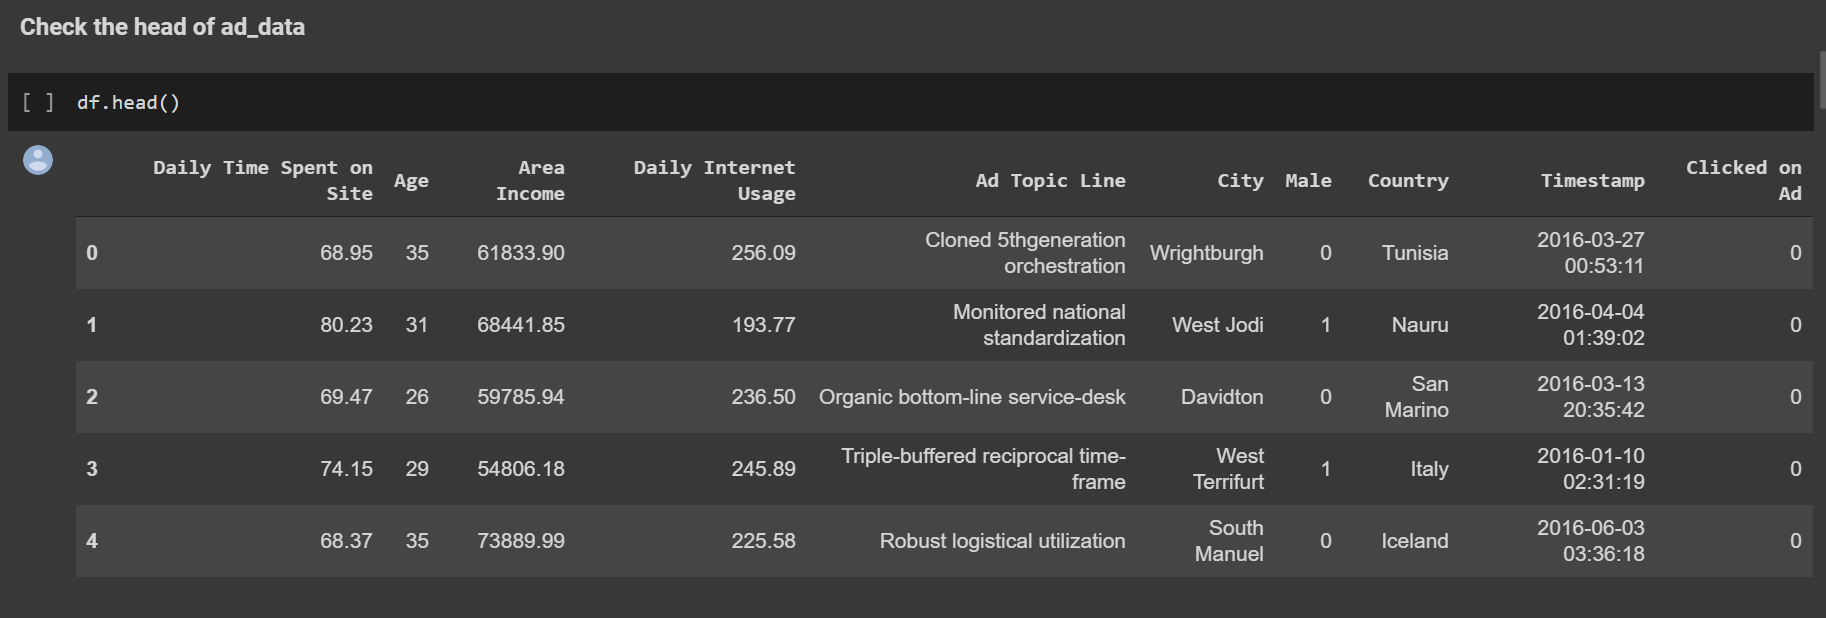 Check the head of ad_data
[ ] df.head()
Daily Time Spent on Site Age Area Income Daily Internet Usage Ad Topic Line City Male Country Timestamp Clicked on Ad
0 68.95 35 61833.90 256.09 Cloned 5thgeneration orchestration Wrightburgh 0 Tunisia 2016-03-27 00:53:11 0
1 80.23 31 68441.85 193.77 Monitored national standardization West Jodi 1 Nauru 2016-04-04 01:39:02 0
2 69.47 26 59785.94 236.50 Organic bottom-line service-desk Davidton 0 San Marino 2016-03-13 20:35:42 0
3 74.15 29 54806.18 245.89 Triple-buffered reciprocal time-frame West Terrifurt 1 Italy 2016-01-10 02:31:19 0
4 68.37 35 73889.99 225.58 Robust logistical utilization South Manuel 0 Iceland 2016-06-03 03:36:18 0